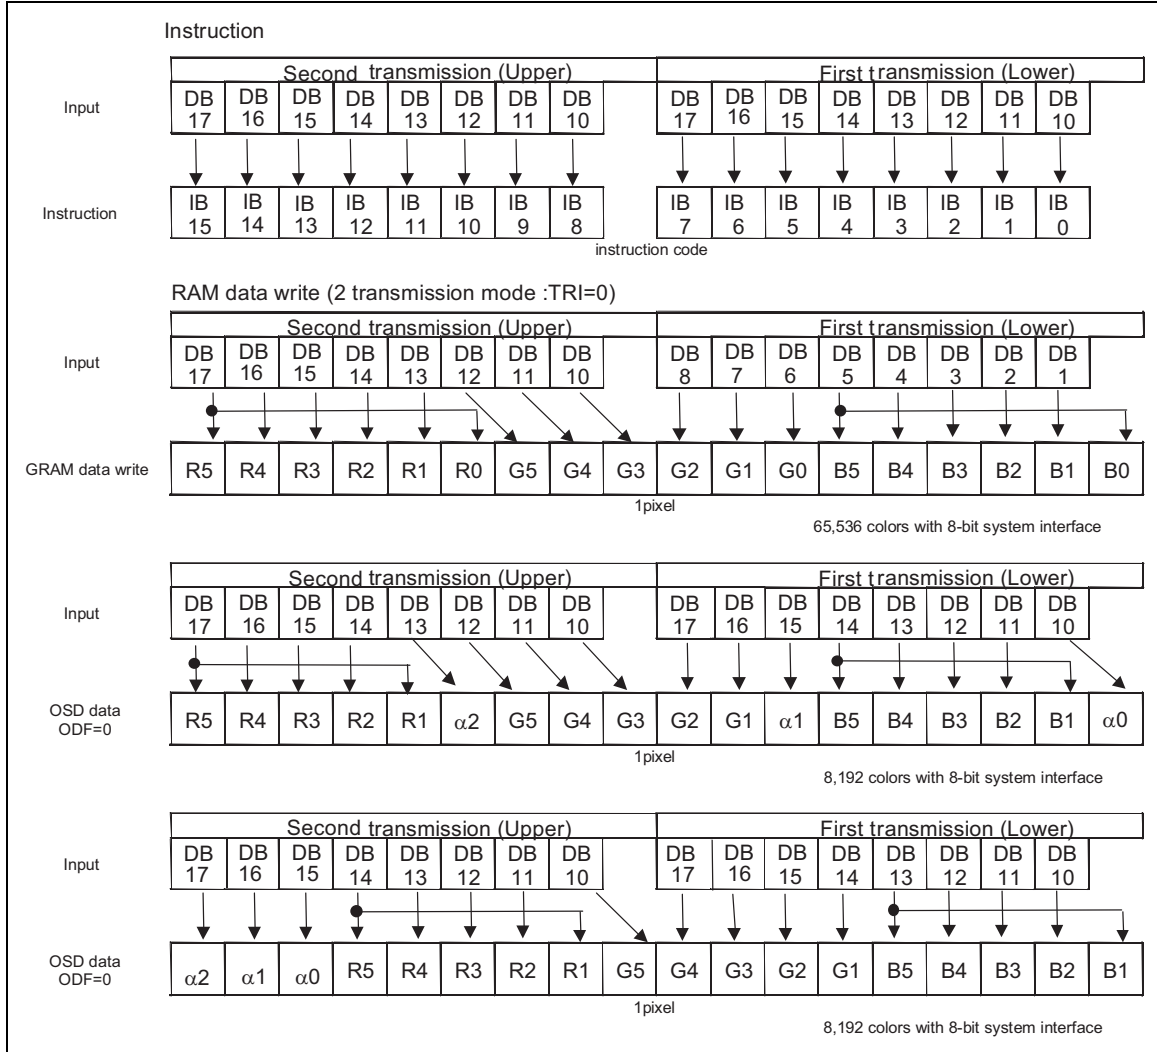 Instruction
Second transmission (Upper) First transmission (Lower)
Input DB 17 DB 16 DB 15 DB 14 DB 13 DB 12 DB 11 DB 10 DB 17 DB 16 DB 15 DB 14 DB 13 DB 12 DB 11 DB 10
Instruction IB 15 IB 14 IB 13 IB 12 IB 11 IB 10 IB 9 IB 8 IB 7 IB 6 IB 5 IB 4 IB 3 IB 2 IB 1 IB 0
instruction code
RAM data write (2 transmission mode :TRI=0)
Second transmission (Upper) First transmission (Lower)
Input DB 17 DB 16 DB 15 DB 14 DB 13 DB 12 DB 11 DB 10 DB 8 DB 7 DB 6 DB 5 DB 4 DB 3 DB 2 DB 1
GRAM data write R5 R4 R3 R2 R1 R0 G5 G4 G3 G2 G1 G0 B5 B4 B3 B2 B1 B0
1pixel
65,536 colors with 8-bit system interface
Second transmission (Upper) First transmission (Lower)
Input DB 17 DB 16 DB 15 DB 14 DB 13 DB 12 DB 11 DB 10 DB 17 DB 16 DB 15 DB 14 DB 13 DB 12 DB 11 DB 10
OSD data ODF=0 R5 R4 R3 R2 R1 α2 G5 G4 G3 G2 G1 α1 B5 B4 B3 B2 B1 α0
1pixel
8,192 colors with 8-bit system interface
Second transmission (Upper) First transmission (Lower)
Input DB 17 DB 16 DB 15 DB 14 DB 13 DB 12 DB 11 DB 10 DB 17 DB 16 DB 15 DB 14 DB 13 DB 12 DB 11 DB 10
OSD data ODF=0 α2 α1 α0 R5 R4 R3 R2 R1 G5 G4 G3 G2 G1 B5 B4 B3 B2 B1
1pixel
8,192 colors with 8-bit system interface